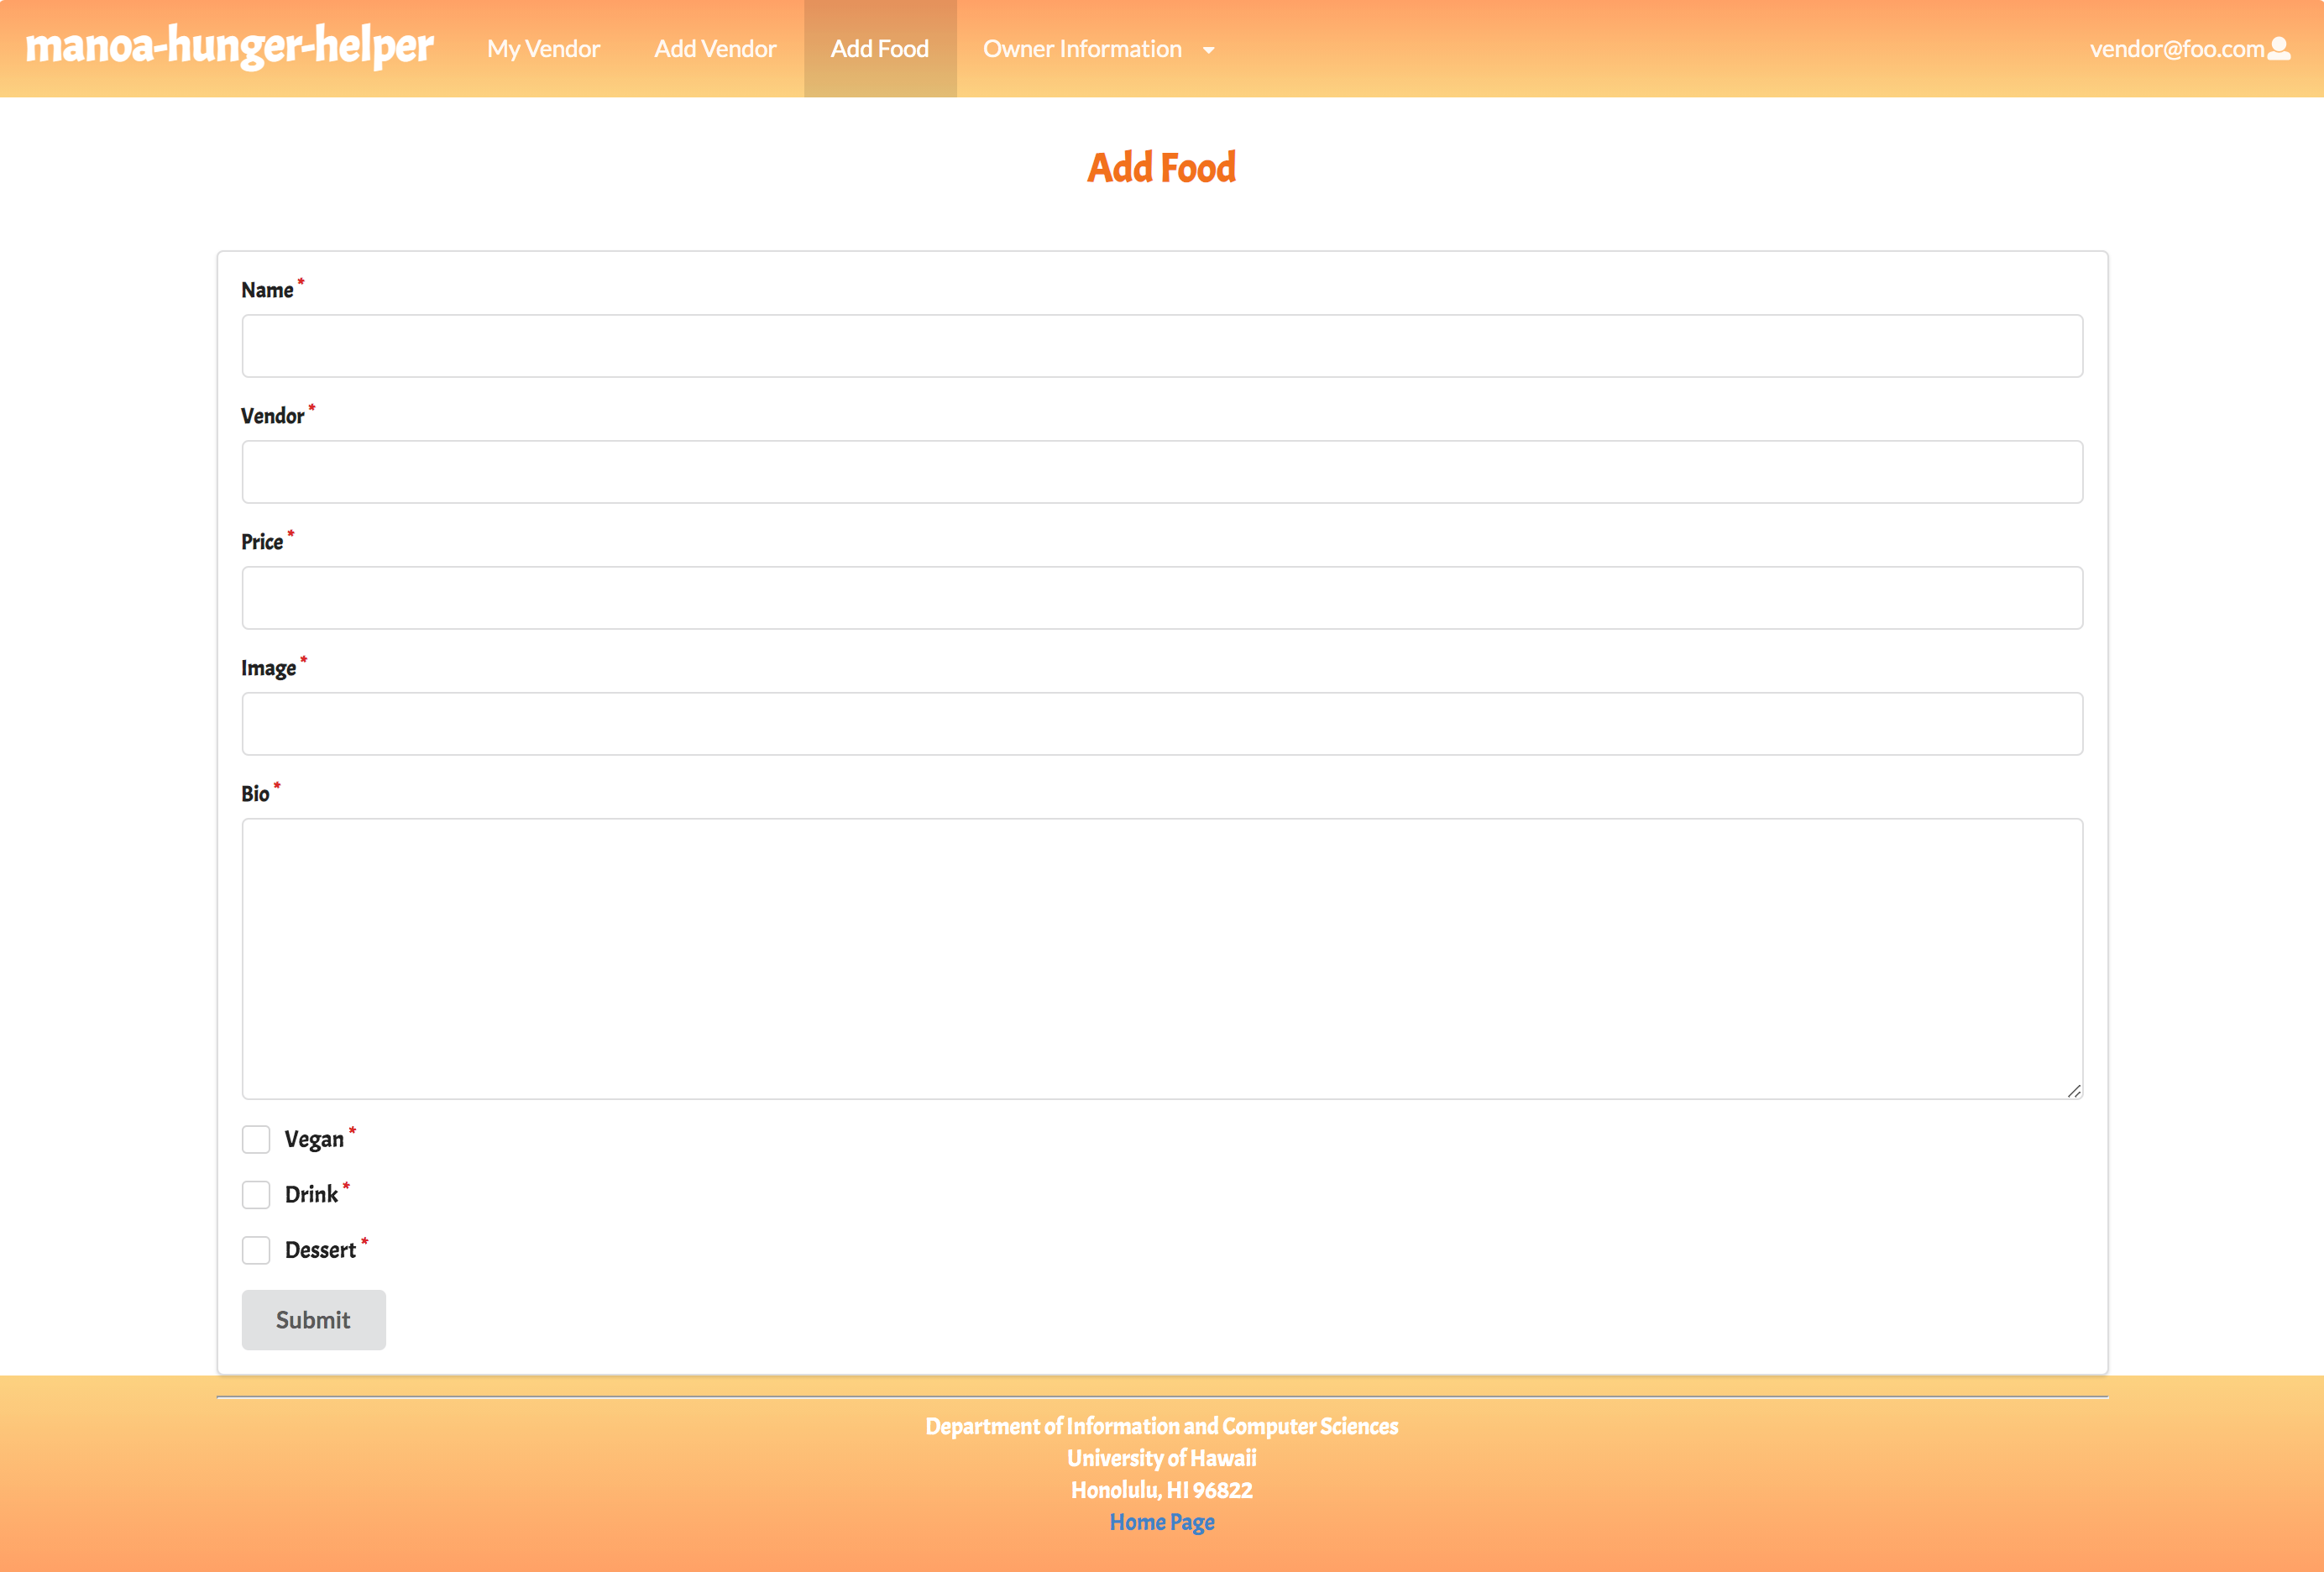 manoa-hunger-helper My Vendor Add Vendor Add Food Owner Information vendor@foo.com
Add Food
Name *
Vendor *
Price *
Image *
Bio *
Vegan *
Drink *
Dessert *
Submit
Department of Information and Computer Sciences
University of Hawaii
Honolulu, HI 96822
Home Page